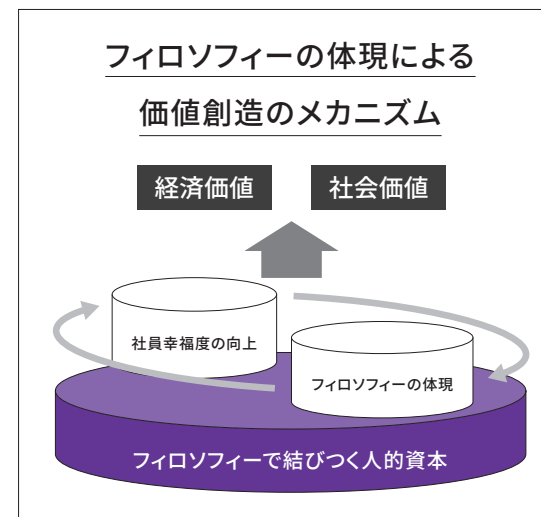 フィロソフィーの体現による
価値創造のメカニズム
経済価値
社会価値
社員幸福度の向上
フィロソフィーの体現
フィロソフィーで結びつく人的資本